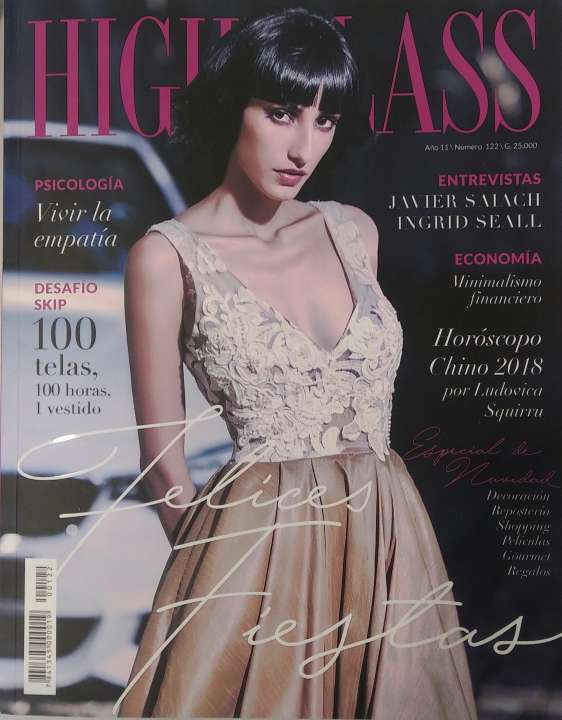 HIGH CLASS
Año 11 \ Número 122 \ G. 25.000
PSICOLOGÍA
Vivir la
empatía
DESAFÍO
SKIP
100
telas,
100 horas,
1 vestido
ENTREVISTAS
JAVIER SAIACH
INGRID SEALL
ECONOMÍA
Minimalismo
financiero
Horóscopo
Chino 2018
por Ludovica
Squirru
Especial de
Navidad
Decoración
Repostería
Shopping
Películas
Gourmet
Regalos
Felices
Fiestas
00122